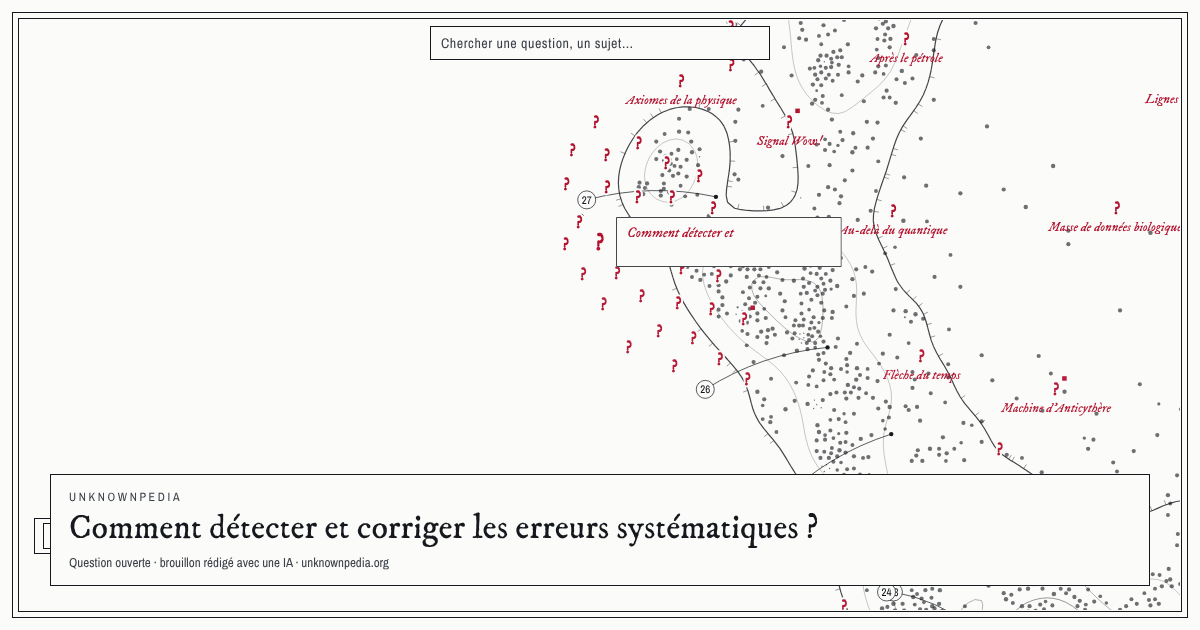 Chercher une question, un sujet...
Après le pétrole
Axiomes de la physique
Lignes
Signal Wow!
27
Masse de données biologique
Comment détecter et
Au-delà du quantique
Flèche du temps
26
Machine d'Anticythère
UNKNOWNPEDIA
Comment détecter et corriger les erreurs systématiques ?
Question ouverte · brouillon rédigé avec une IA · unknownpedia.org
24